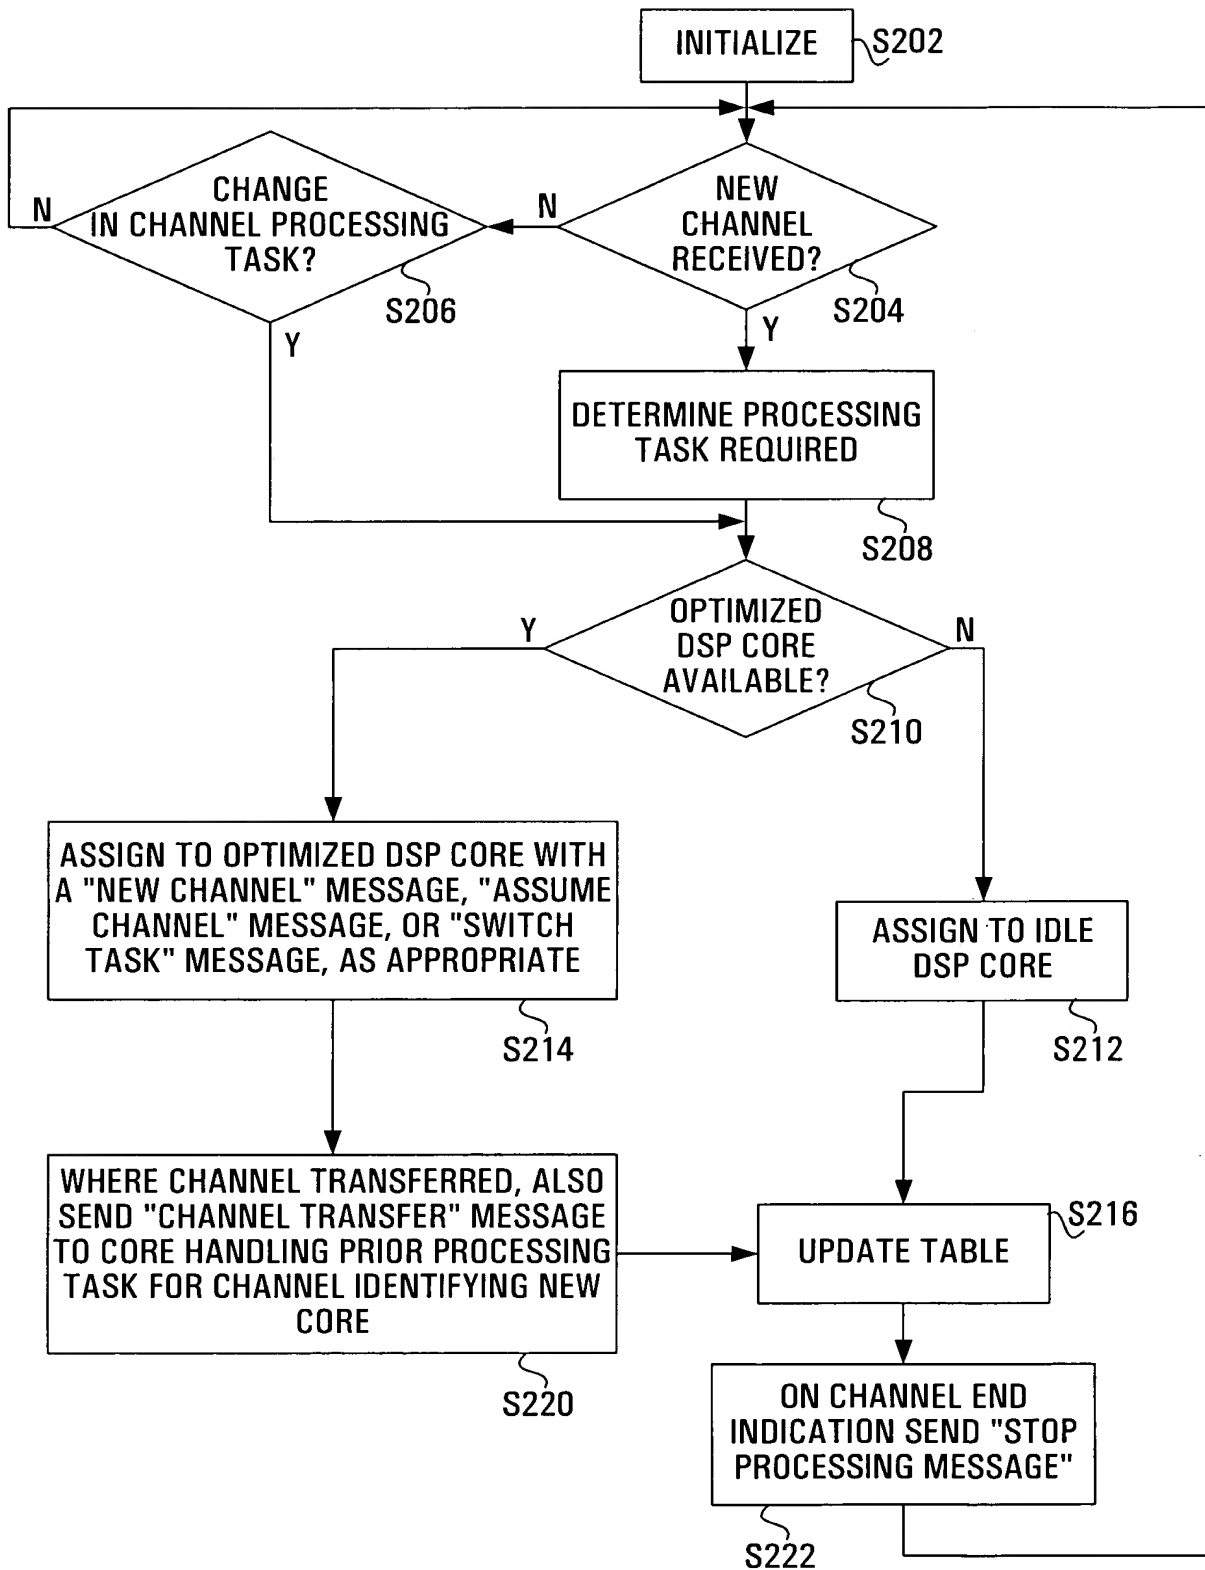 INITIALIZE
S202
CHANGE
IN CHANNEL PROCESSING
TASK?
N
S206
Y
N
NEW
CHANNEL
RECEIVED?
S204
Y
DETERMINE PROCESSING
TASK REQUIRED
S208
OPTIMIZED
DSP CORE
AVAILABLE?
Y
N
S210
ASSIGN TO OPTIMIZED DSP CORE WITH
A "NEW CHANNEL" MESSAGE, "ASSUME
CHANNEL" MESSAGE, OR "SWITCH
TASK" MESSAGE, AS APPROPRIATE
S214
ASSIGN TO IDLE
DSP CORE
S212
WHERE CHANNEL TRANSFERRED, ALSO
SEND "CHANNEL TRANSFER" MESSAGE
TO CORE HANDLING PRIOR PROCESSING
TASK FOR CHANNEL IDENTIFYING NEW
CORE
S220
UPDATE TABLE
S216
ON CHANNEL END
INDICATION SEND "STOP
PROCESSING MESSAGE"
S222